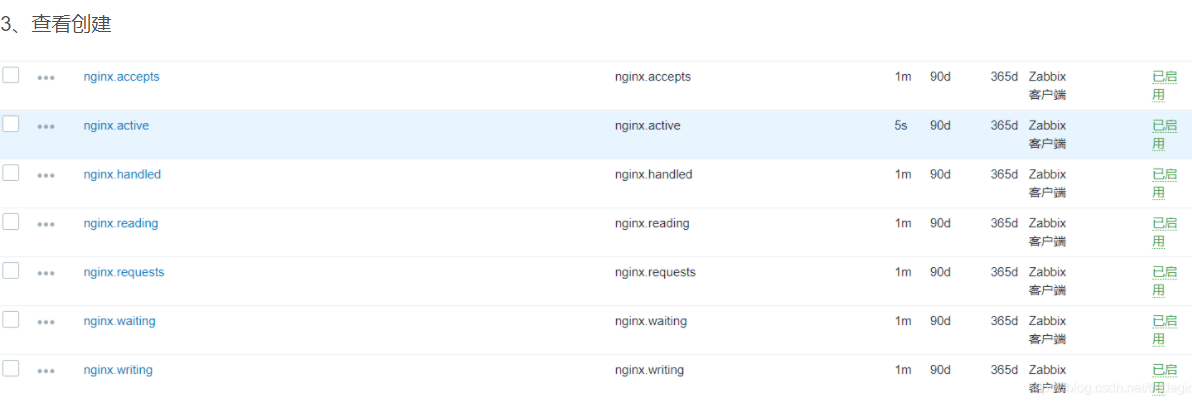 3、查看创建
nginx.accepts nginx.accepts 1m 90d 365d Zabbix 客户端 已启用
nginx.active nginx.active 5s 90d 365d Zabbix 客户端 已启用
nginx.handled nginx.handled 1m 90d 365d Zabbix 客户端 已启用
nginx.reading nginx.reading 1m 90d 365d Zabbix 客户端 已启用
nginx.requests nginx.requests 1m 90d 365d Zabbix 客户端 已启用
nginx.waiting nginx.waiting 1m 90d 365d Zabbix 客户端 已启用
nginx.writing nginx.writing 1m 90d 365d Zabbix 客户端 已启用